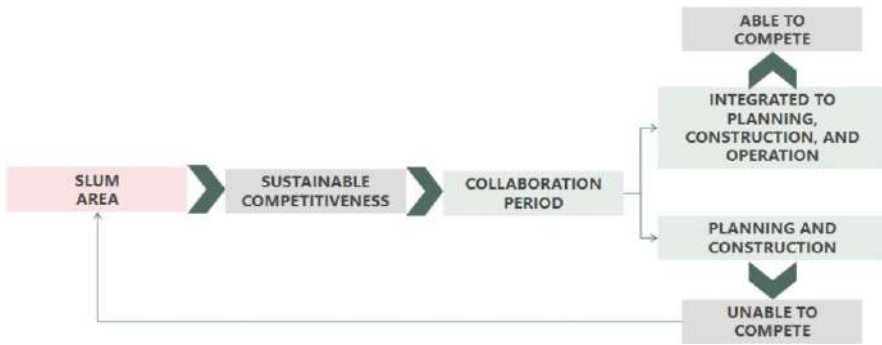 ABLE TO
COMPETE
INTEGRATED TO
PLANNING,
CONSTRUCTION, AND
OPERATION
SLUM
AREA
SUSTAINABLE
COMPETITIVENESS
COLLABORATION
PERIOD
PLANNING AND
CONSTRUCTION
UNABLE TO
COMPETE